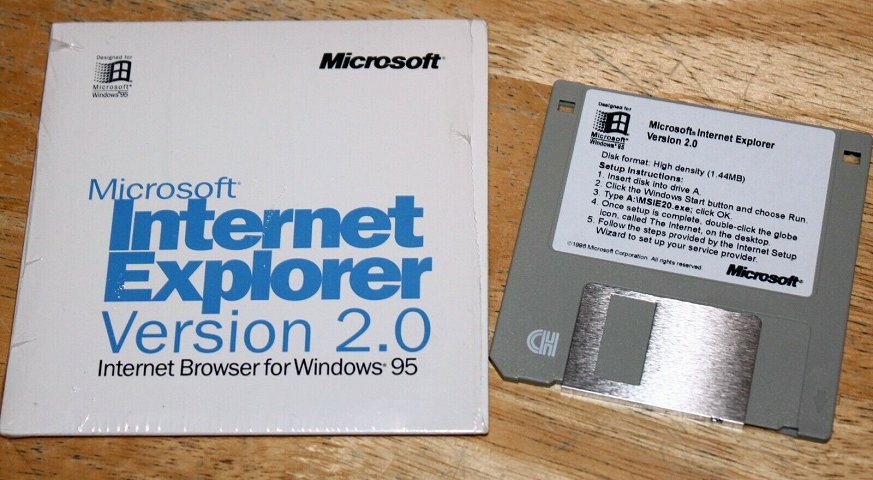 Designed for
Microsoft®
Windows®95
Microsoft®
Microsoft®
Internet
Explorer
Version 2.0
Internet Browser for Windows® 95
Designed for
Microsoft®
Windows®95
Microsoft® Internet Explorer
Version 2.0
Disk format: High density (1.44MB)
Setup Instructions:
1. Insert disk into drive A.
2. Click the Windows Start button and choose Run.
3. Type A:\MSIE20.exe; click OK.
4. Once setup is complete, double-click the globe
icon, called The Internet, on the desktop.
5. Follow the steps provided by the Internet Setup
Wizard to set up your service provider.
Microsoft Corporation. All rights reserved.
Microsoft®
HD